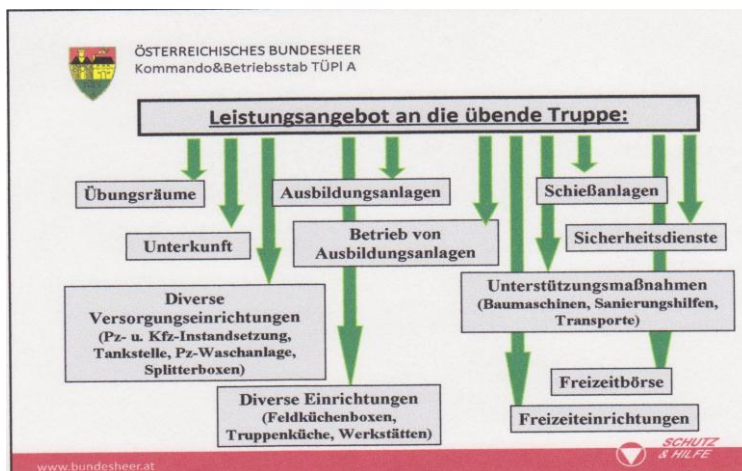 ÖSTERREICHISCHES BUNDESHEER
Kommando&Betriebsstab TÜPl A
Leistungsangebot an die übende Truppe:
Übungsräume
Ausbildungsanlagen
Schießanlagen
Unterkunft
Betrieb von
Ausbildungsanlagen
Sicherheitsdienste
Diverse
Versorgungseinrichtungen
(Pz- u. Kfz-Instandsetzung,
Tankstelle, Pz-Waschanlage,
Splitterboxen)
Unterstützungsmaßnahmen
(Baumaschinen, Sanierungshilfen,
Transporte)
Diverse Einrichtungen
(Feldküchenboxen,
Truppenküche, Werkstätten)
Freizeitbörse
Freizeiteinrichtungen
www.bundesheer.at
SCHUTZ
& HILFE